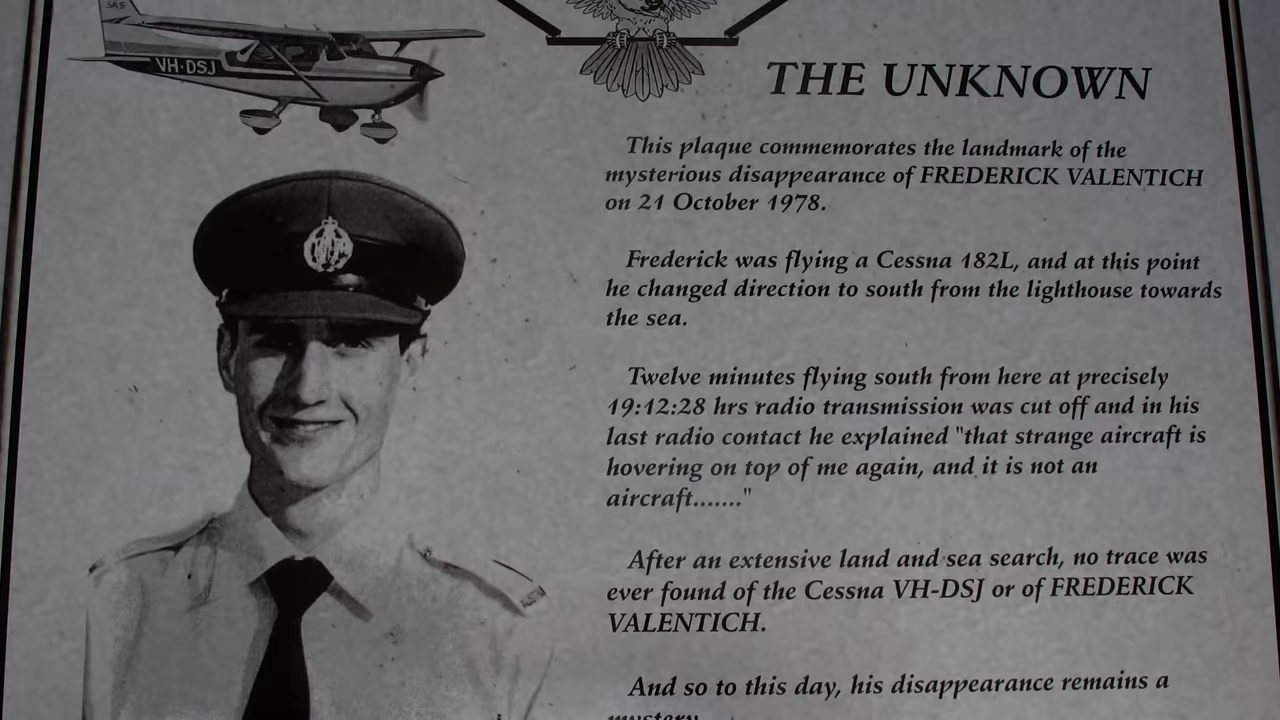 SAS
VH-DSJ
THE UNKNOWN
This plaque commemorates the landmark of the
mysterious disappearance of FREDERICK VALENTICH
on 21 October 1978.
Frederick was flying a Cessna 182L, and at this point
he changed direction to south from the lighthouse towards
the sea.
Twelve minutes flying south from here at precisely
19:12:28 hrs radio transmission was cut off and in his
last radio contact he explained "that strange aircraft is
hovering on top of me again, and it is not an
aircraft......."
After an extensive land and sea search, no trace was
ever found of the Cessna VH-DSJ or of FREDERICK
VALENTICH.
And so to this day, his disappearance remains a
mystery